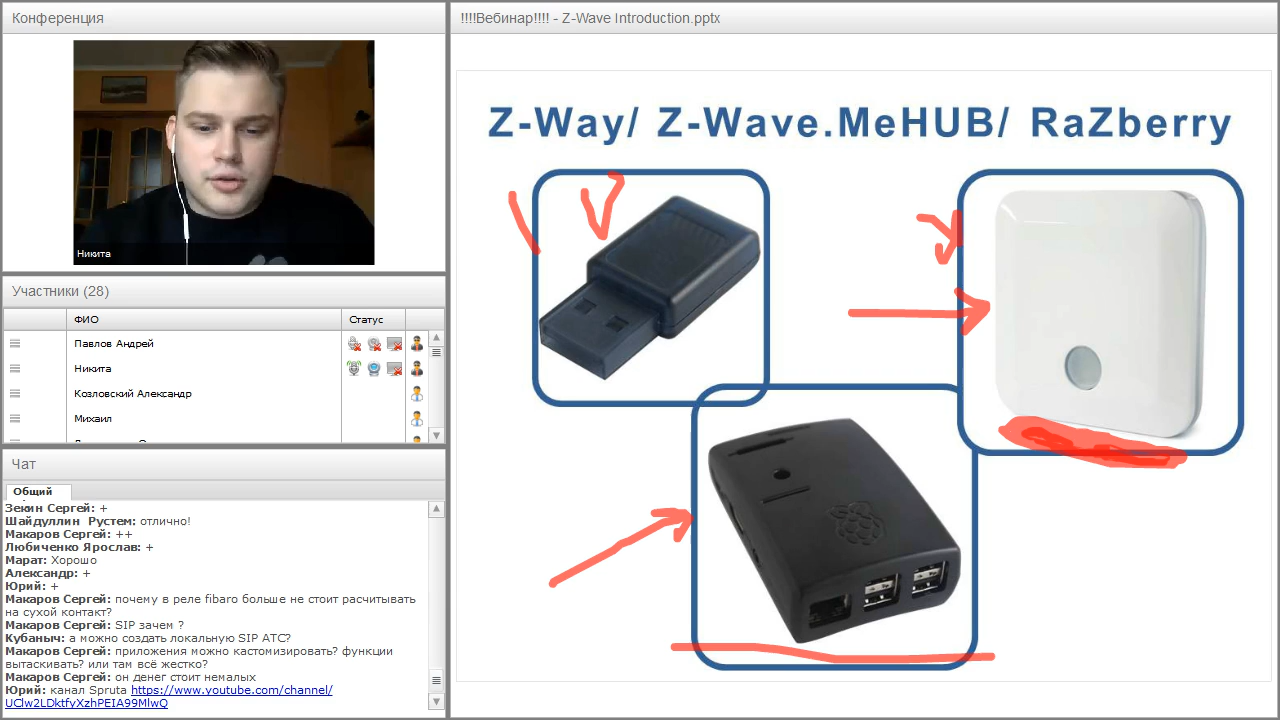 Конференция
Никита
Участники (28)
ФИО
Статус
Павлов Андрей
Никита
Козловский Александр
Михаил
Чат
Общий
Зекин Сергей: +
Шайдуллин Рустем: отлично!
Макаров Сергей: ++
Любиченко Ярослав: +
Марат: Хорошо
Александр: +
Юрий: +
Макаров Сергей: почему в доме fibaro больше не стоит расчитывать
на сухой контакт?
Макаров Сергей: SIP зачем ?
Кубаныч: а можно создать локальную SIP АТС?
Макаров Сергей: приложения можно кастомизировать? функции
вытаскивать? или там всё жестко?
Макаров Сергей: он денег стоит немалых
Юрий: канал Spruta https://www.youtube.com/channel/
UClw2LDktfyXzhPEIA99MlwQ
!!!!Вебинар!!!! - Z-Wave Introduction.pptx
Z-Way/ Z-Wave.MeHUB/ RaZberry